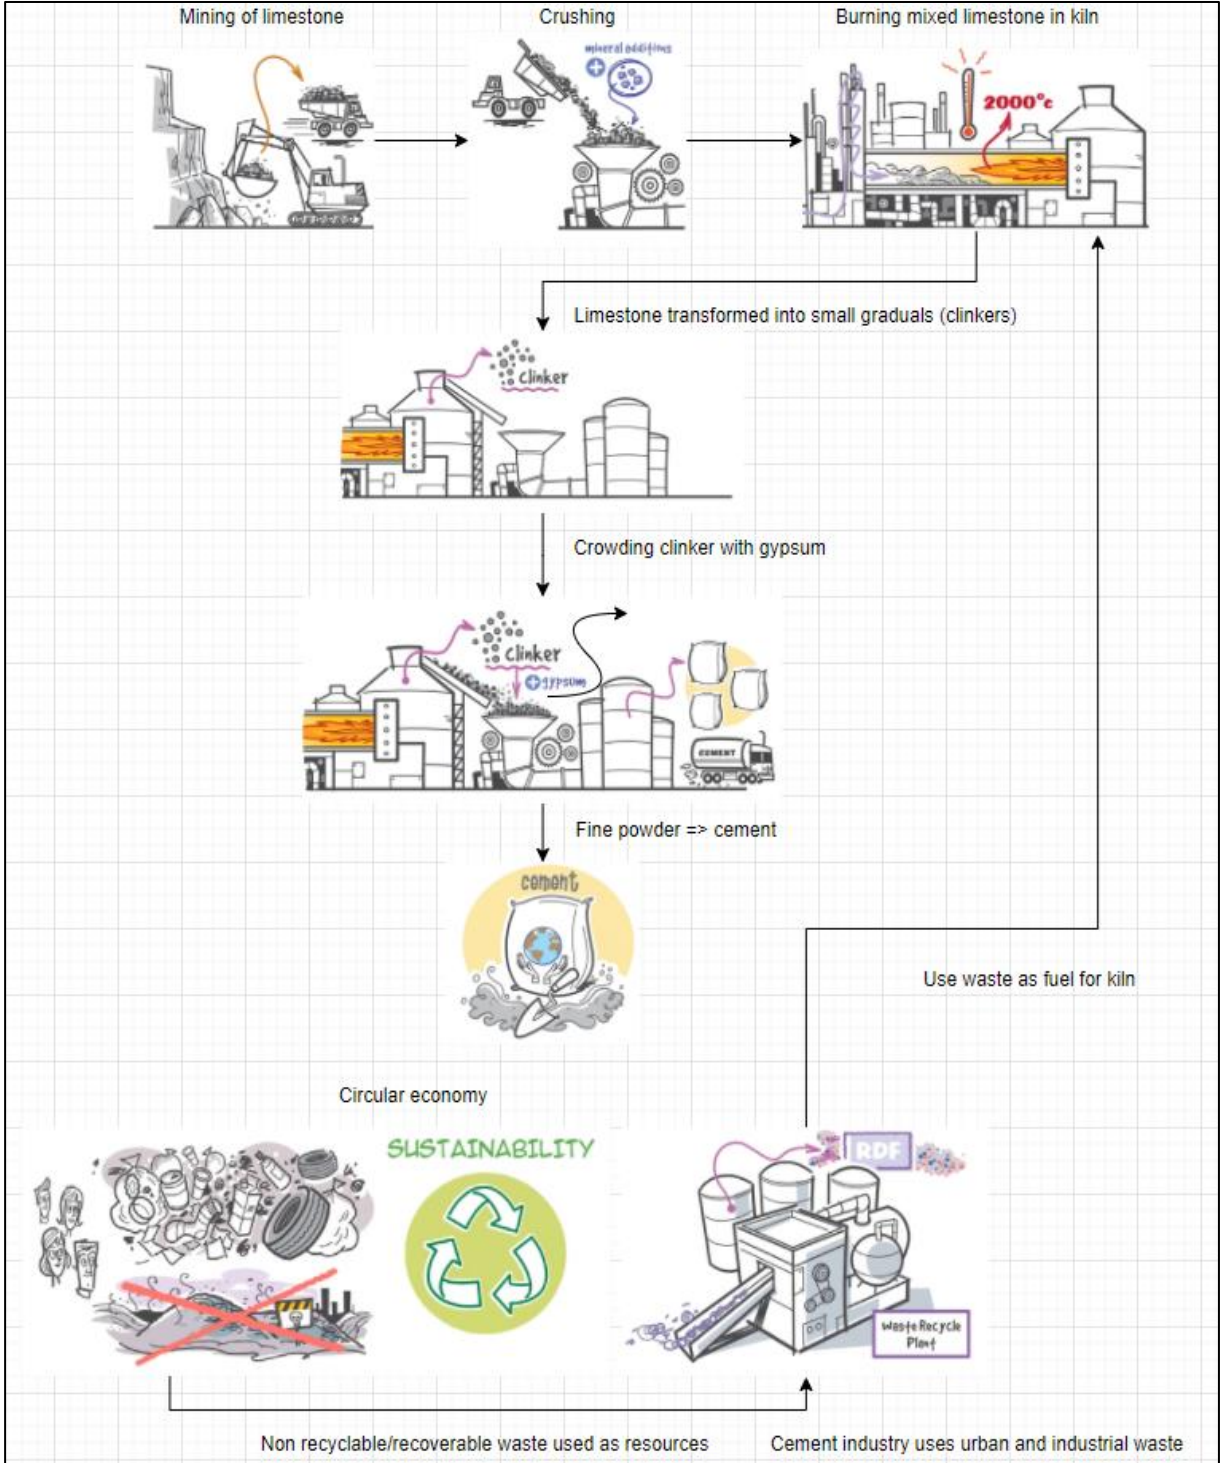 Mining of limestone
Crushing
Burning mixed limestone in kiln
mineral additions
2000°c
Limestone transformed into small graduals (clinkers)
clinker
Crowding clinker with gypsum
clinker
gypsum
CEMENT
Fine powder => cement
cement
Use waste as fuel for kiln
Circular economy
SUSTAINABILITY
RDF
Waste Recycle
Plant
Non recyclable/recoverable waste used as resources
Cement industry uses urban and industrial waste